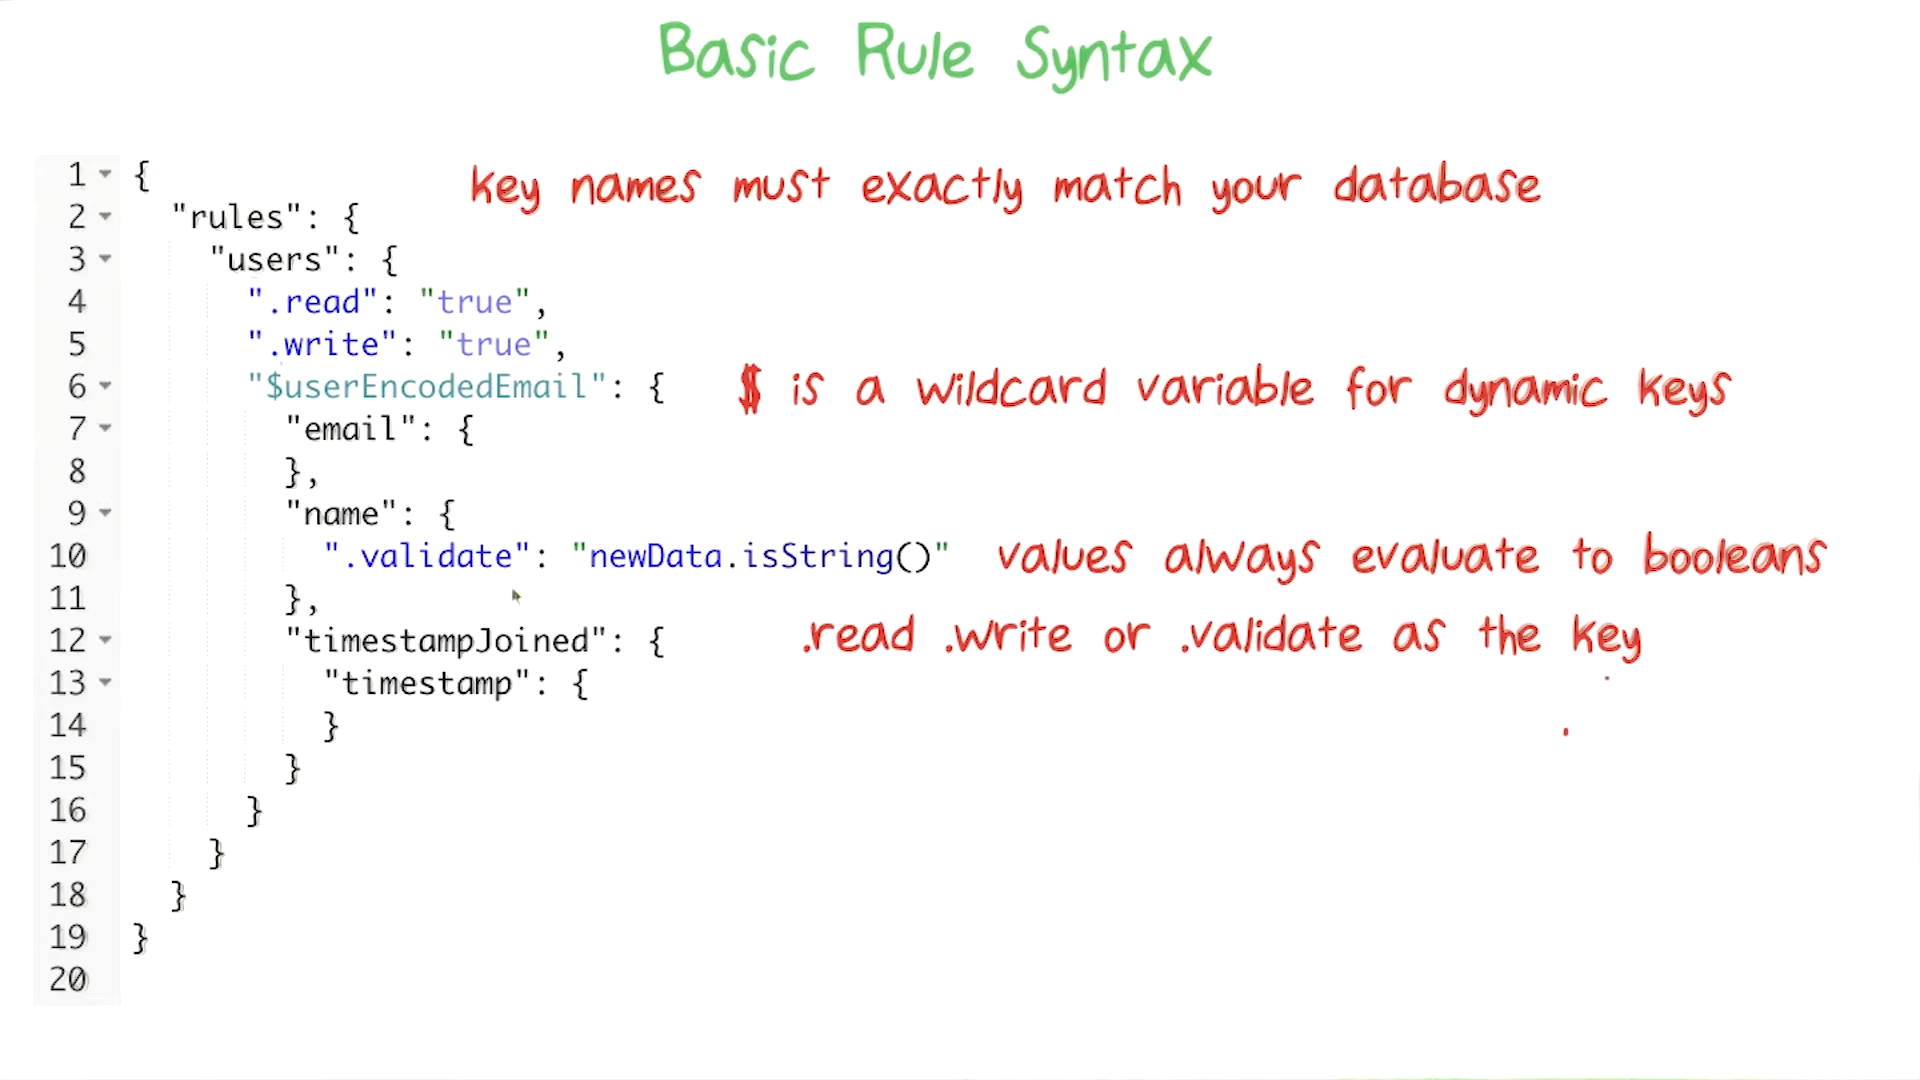 Basic Rule Syntax
1 {
key names must exactly match your database
2 "rules": {
3 "users": {
4 ".read": "true",
5 ".write": "true",
6 "$userEncodedEmail": {
$ is a wildcard variable for dynamic keys
7 "email": {
8 },
9 "name": {
10 ".validate": "newData.isString()"
values always evaluate to booleans
11 },
12 "timestampJoined": {
.read .write or .validate as the key
13 "timestamp": {
14 }
15 }
16 }
17 }
18 }
19 }
20